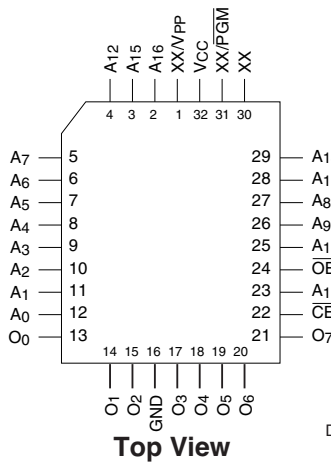 A12
A15
A16
XX/VPP
VCC
XX/PGM
XX
4 3 2 1 32 31 30
A7 5 29 A1
A6 6 28 A1
A5 7 27 A8
A4 8 26 A9
A3 9 25 A1
A2 10 24 OE
A1 11 23 A1
A0 12 22 CE
O0 13 21 O7
14 15 16 17 18 19 20
O1
O2
GND
O3
O4
O5
O6
D
Top View